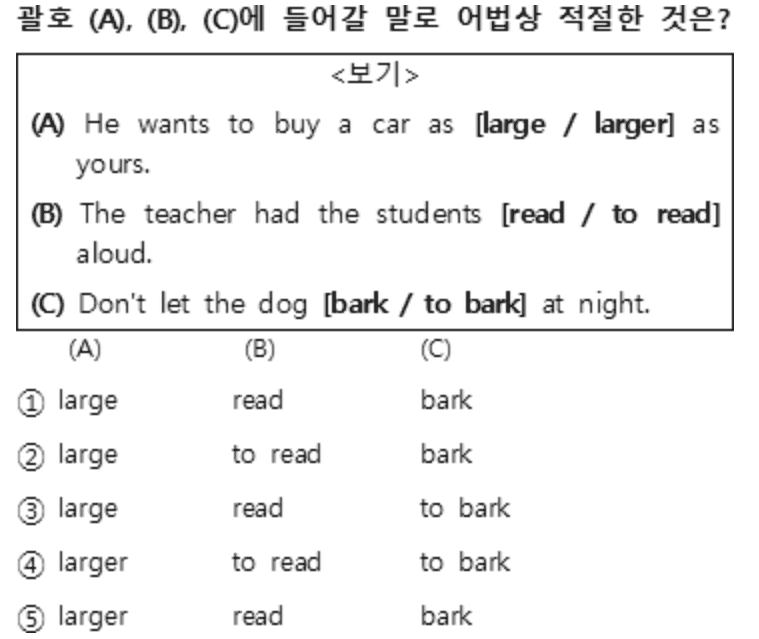 괄호 (A), (B), (C)에 들어갈 말로 어법상 적절한 것은?
<보기>
(A) He wants to buy a car as [large / larger] as
yours.
(B) The teacher had the students [read / to read]
aloud.
(C) Don't let the dog [bark / to bark] at night.
(A) (B) (C)
① large read bark
② large to read bark
③ large read to bark
④ larger to read to bark
⑤ larger read bark